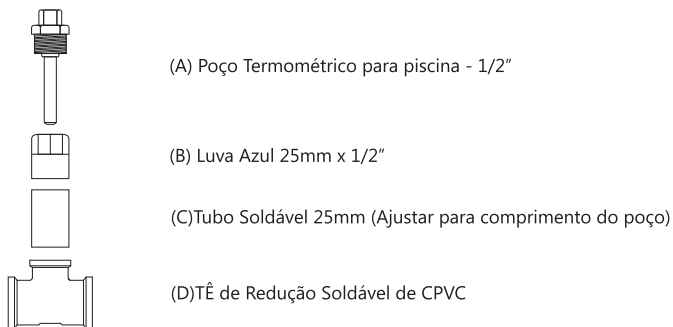 (A) Poço Termométrico para piscina - 1/2”
(B) Luva Azul 25mm x 1/2”
(C)Tubo Soldável 25mm (Ajustar para comprimento do poço)
(D)TÊ de Redução Soldável de CPVC